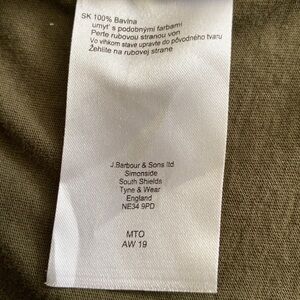 SK 100% Bavlna
umyt' s podobnými farbami
Perte rubovou stranou von
Vo vlhkom stave upravte do pôvodného tvaru
Žehlite na rubovej strane
J.Barbour & Sons ltd
Simonside
South Shields
Tyne & Wear
England
NE34 9PD
MTO
AW 19